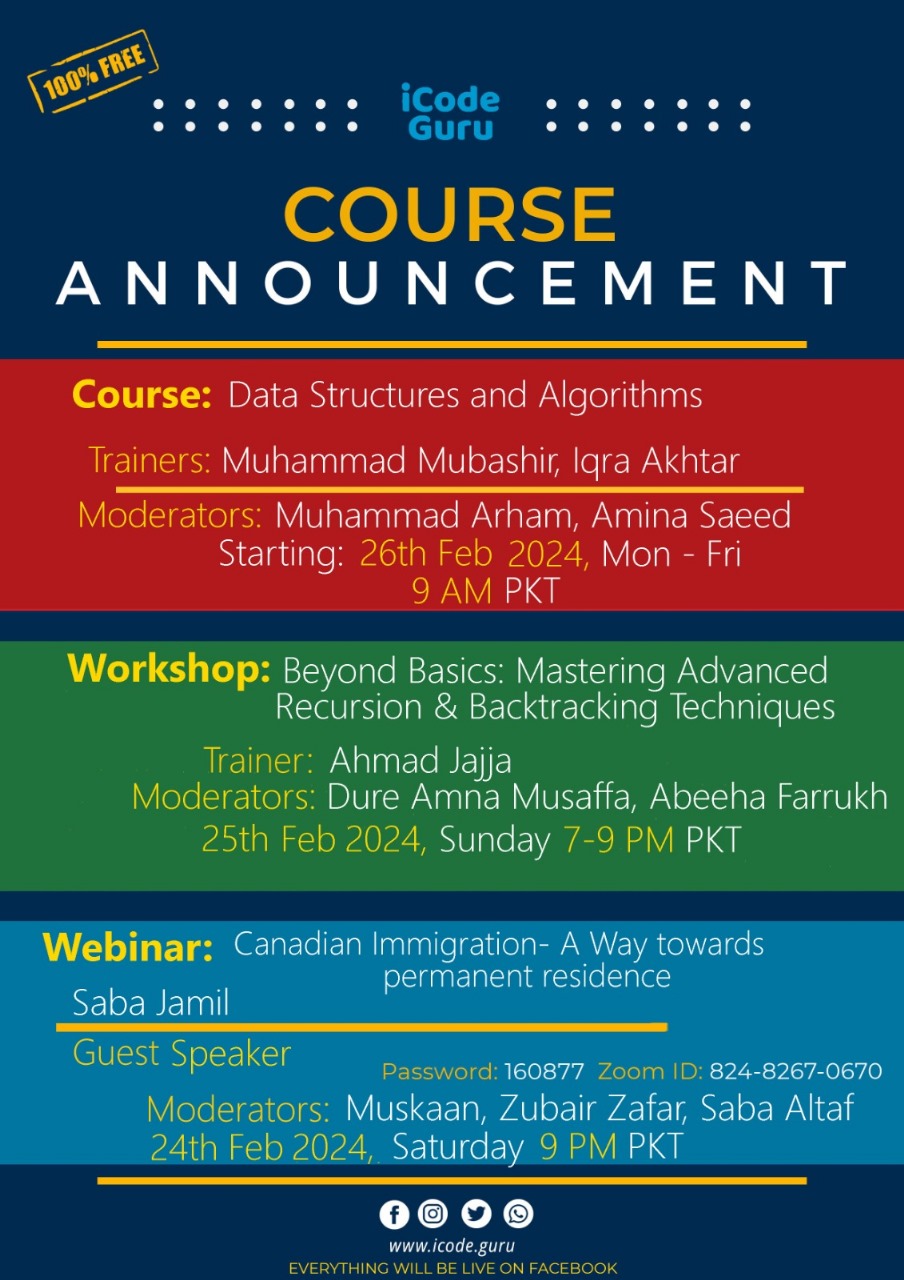 100% FREE
iCode
Guru
COURSE
ANNOUNCEMENT
Course: Data Structures and Algorithms
Trainers: Muhammad Mubashir, Iqra Akhtar
Moderators: Muhammad Arham, Amina Saeed
Starting: 26th Feb 2024, Mon - Fri
9 AM PKT
Workshop: Beyond Basics: Mastering Advanced
Recursion & Backtracking Techniques
Trainer: Ahmad Jajja
Moderators: Dure Amna Musaffa, Abeeha Farrukh
25th Feb 2024, Sunday 7-9 PM PKT
Webinar: Canadian Immigration- A Way towards
permanent residence
Saba Jamil
Guest Speaker
Password: 160877 Zoom ID: 824-8267-0670
Moderators: Muskaan, Zubair Zafar, Saba Altaf
24th Feb 2024, Saturday 9 PM PKT
www.icode.guru
EVERYTHING WILL BE LIVE ON FACEBOOK